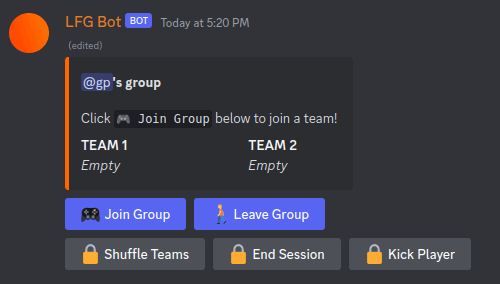 LFG Bot BOT Today at 5:20 PM
(edited)
@gp's group
Click 🎮 Join Group below to join a team!
TEAM 1 TEAM 2
Empty Empty
🎮 Join Group 🚶 Leave Group
🔒 Shuffle Teams 🔒 End Session 🔒 Kick Player